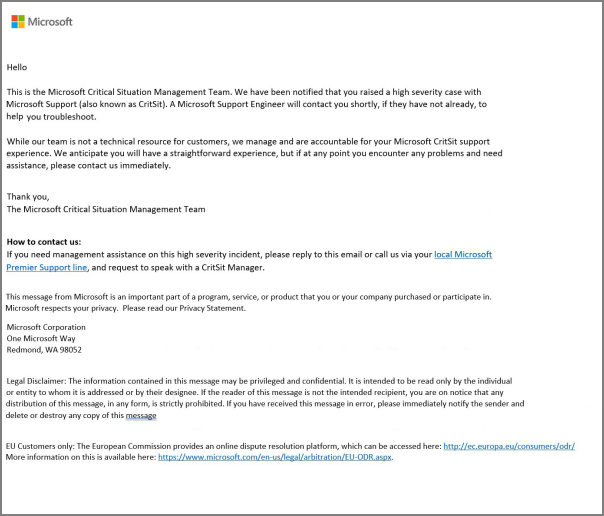 Microsoft
Hello
This is the Microsoft Critical Situation Management Team. We have been notified that you raised a high severity case with
Microsoft Support (also known as CritSit). A Microsoft Support Engineer will contact you shortly, if they have not already, to
help you troubleshoot.
While our team is not a technical resource for customers, we manage and are accountable for your Microsoft CritSit support
experience. We anticipate you will have a straightforward experience, but if at any point you encounter any problems and need
assistance, please contact us immediately.
Thank you,
The Microsoft Critical Situation Management Team
How to contact us:
If you need management assistance on this high severity incident, please reply to this email or call us via your local Microsoft
Premier Support line, and request to speak with a CritSit Manager.
This message from Microsoft is an important part of a program, service, or product that you or your company purchased or participate in.
Microsoft respects your privacy.  Please read our Privacy Statement.
Microsoft Corporation
One Microsoft Way
Redmond, WA 98052
Legal Disclaimer: The information contained in this message may be privileged and confidential. It is intended to be read only by the individual
or entity to whom it is addressed or by their designee. If the reader of this message is not the intended recipient, you are on notice that any
distribution of this message, in any form, is strictly prohibited. If you have received this message in error, please immediately notify the sender and
delete or destroy any copy of this message
EU Customers only: The European Commission provides an online dispute resolution platform, which can be accessed here: http://ec.europa.eu/consumers/odr/
More information on this is available here: https://www.microsoft.com/en-us/legal/arbitration/EU-ODR.aspx.